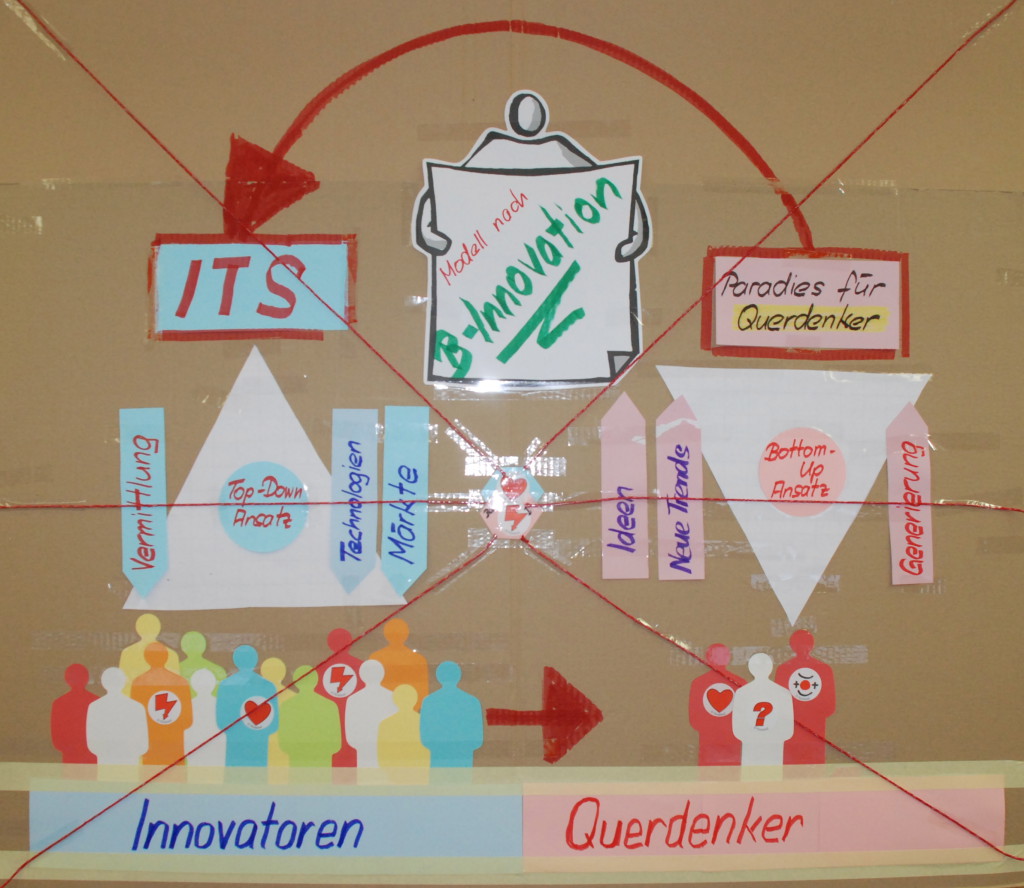 Modell nach
B-Innovation
ITS
Paradies für
Querdenker
Vermittlung
Top-Down
Ansatz
Technologien
Märkte
Ideen
Neue Trends
Bottom-
Up
Ansatz
Generierung
?
Innovatoren
Querdenker